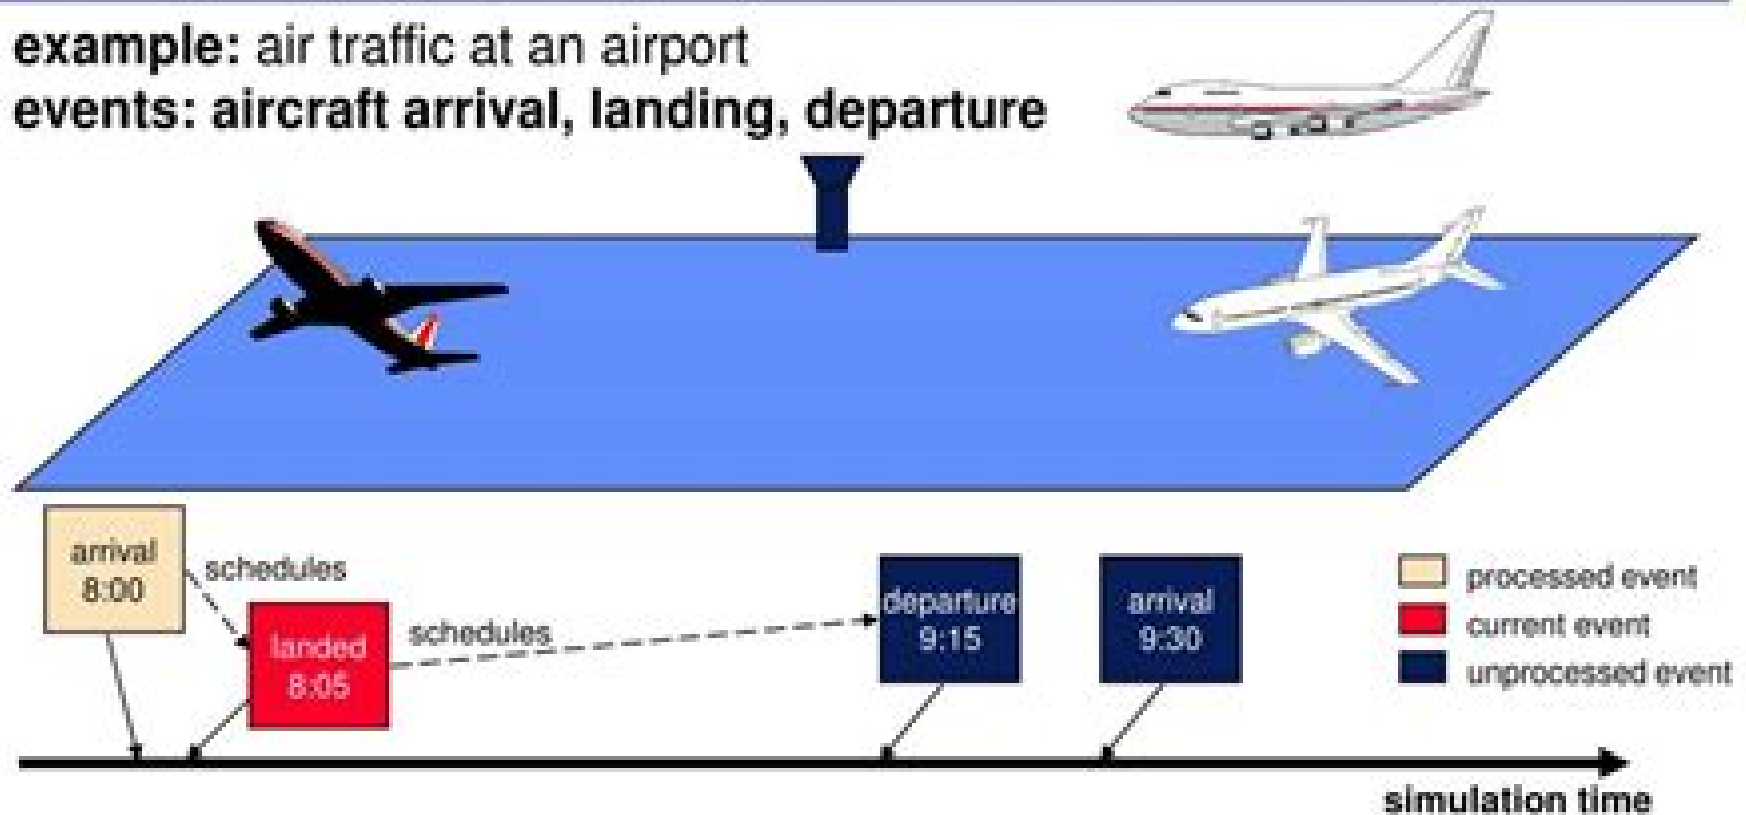 example: air traffic at an airport
events: aircraft arrival, landing, departure
arrival
8:00
schedules
landed
8:05
schedules
departure
9:15
arrival
9:30
processed event
current event
unprocessed event
simulation time